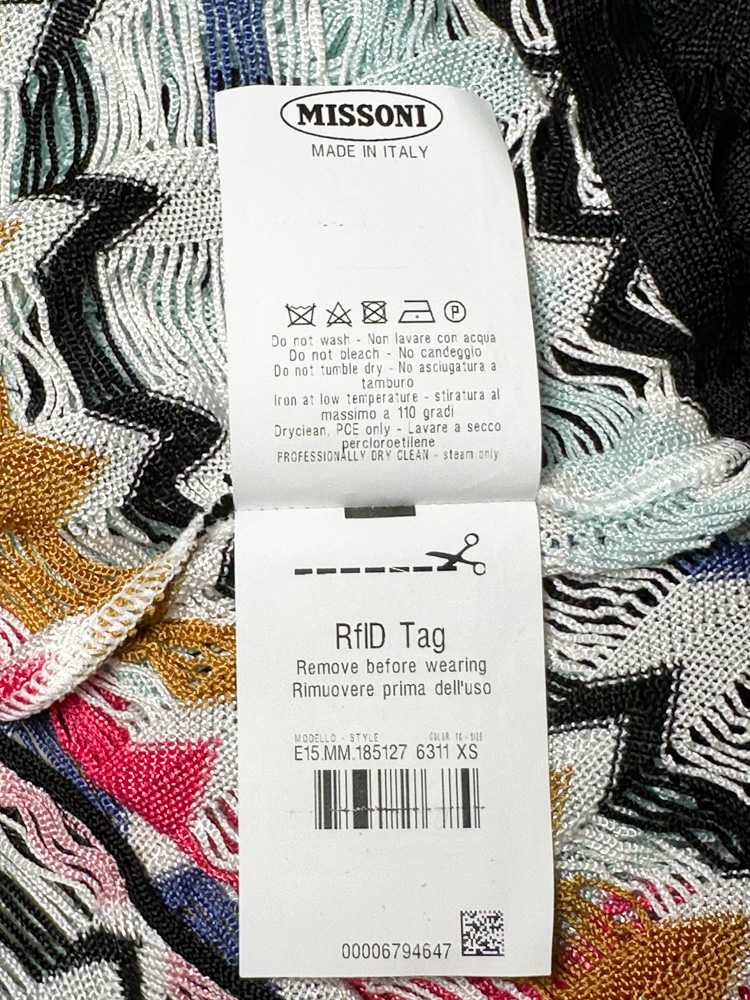 MISSONI
MADE IN ITALY
P
Do not wash - Non lavare con acqua
Do not bleach - No candeggio
Do not tumble dry - No asciugatura a
tamburo
Iron at low temperature - stiratura al
massimo a 110 gradi
Dryclean, PCE only - Lavare a secco
percloroetilene
PROFESSIONALLY DRY CLEAN - steam only
RfID Tag
Remove before wearing
Rimuovere prima dell'uso
MODELLO - STYLE COLOR TG - SIZE
E15.MM.185127 6311 XS
00006794647